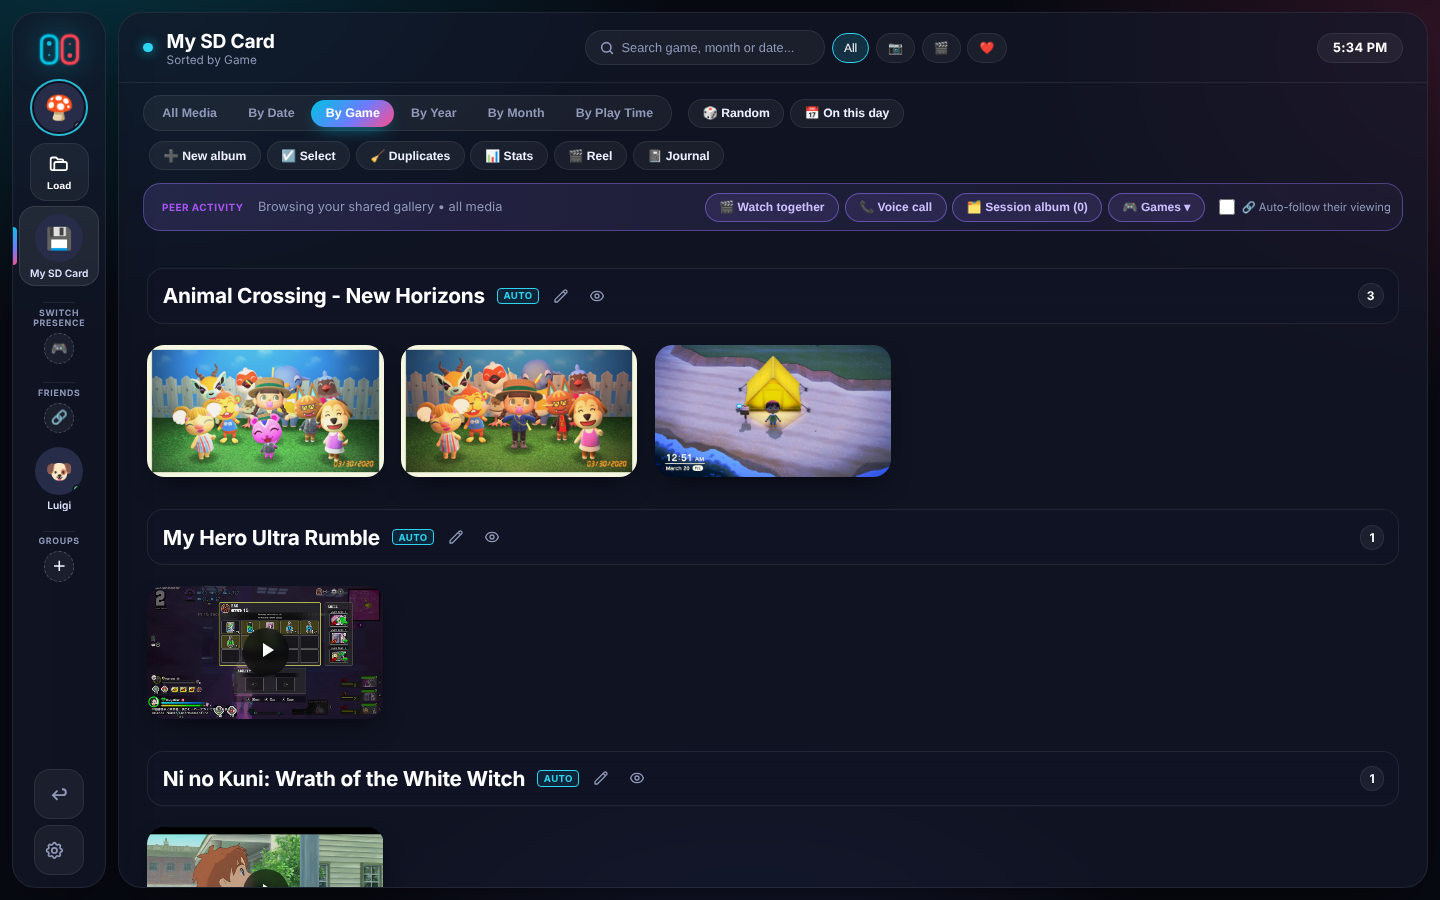 My SD Card
Sorted by Game
Search game, month or date...
All
5:34 PM
All Media
By Date
By Game
By Year
By Month
By Play Time
Random
On this day
New album
Select
Duplicates
Stats
Reel
Journal
PEER ACTIVITY
Browsing your shared gallery • all media
Watch together
Voice call
Session album (0)
Games ▾
Auto-follow their viewing
Load
My SD Card
SWITCH
PRESENCE
FRIENDS
Luigi
GROUPS
Animal Crossing - New Horizons
AUTO
3
03/30/2020
03/30/2020
12:51 AM
March 20
My Hero Ultra Rumble
AUTO
1
2
Ni no Kuni: Wrath of the White Witch
AUTO
1